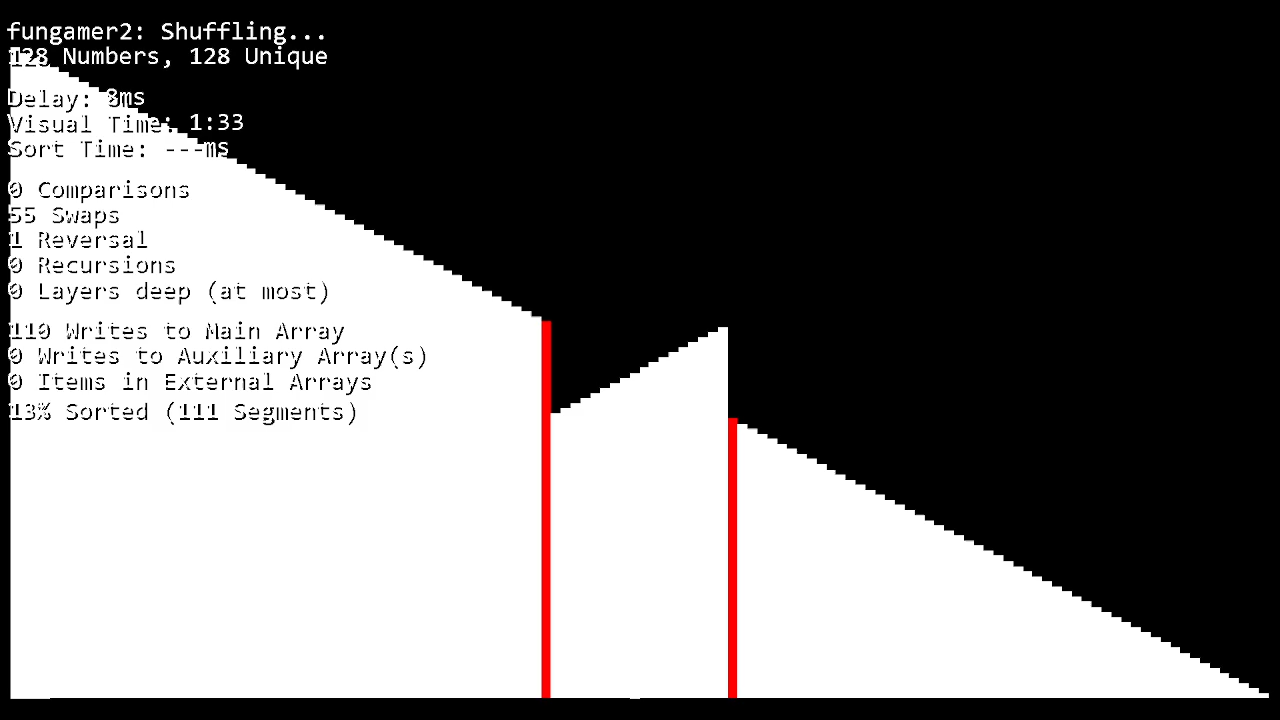 fungamer2: Shuffling...
128 Numbers, 128 Unique
Delay: 8ms
Visual Time: 1:33
Sort Time: ---ms
0 Comparisons
55 Swaps
1 Reversal
0 Recursions
0 Layers deep (at most)
110 Writes to Main Array
0 Writes to Auxiliary Array(s)
0 Items in External Arrays
13% Sorted (111 Segments)